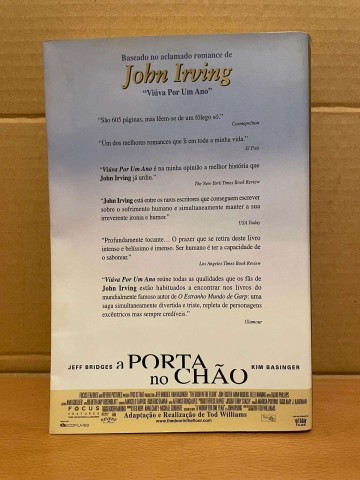 Baseado no aclamado romance de
John Irving
“Viúva Por Um Ano”
“São 605 páginas, mas lêem-se de um fôlego só.”
Cosmopolitan
“Um dos melhores romances que li em toda a minha vida.”
El País
“Viúva Por Um Ano é na minha opinião a melhor história que
John Irving já urdiu.”
The New York Times Book Review
“John Irving está entre os raros escritores que conseguem escrever
sobre o sofrimento humano e simultaneamente manter a sua
irreverente ironia e humor.”
USA Today
“Profundamente tocante... O prazer que se retira deste livro
intenso e belíssimo é imenso. Ser humano é ter a capacidade de
o saborear.”
Los Angeles Times Book Review
“Viúva Por Um Ano reúne todas as qualidades que os fãs de
John Irving estão habituados a encontrar nos livros do
mundialmente famoso autor de O Estranho Mundo de Garp: uma
saga simultaneamente divertida e triste, repleta de personagens
excêntricas mas sempre credíveis.”
Glamour
JEFF BRIDGES a PORTA no CHÃO KIM BASINGER
FOCUS
Adaptação e Realização de Tod Williams
www.thedoorinthefloor.com